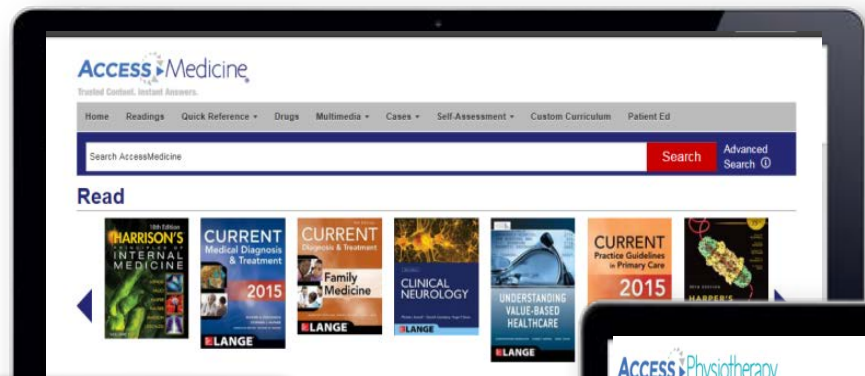 ACCESS Medicine
Trusted Content. Instant Answers.
Home Readings Quick Reference Drugs Multimedia Cases Self-Assessment Custom Curriculum Patient Ed
Search AccessMedicine
Search
Advanced
Search
Read
HARRISON'S
PRINCIPLES OF
INTERNAL
MEDICINE
CURRENT
Medical Diagnosis
& Treatment
2015
LANGE
CURRENT
Diagnosis & Treatment
Family
Medicine
LANGE
CLINICAL
NEUROLOGY
LANGE
UNDERSTANDING
VALUE-BASED
HEALTHCARE
LANGE
CURRENT
Practice Guidelines
in Primary Care
2015
HARPER'S
ACCESS Physiotherapy